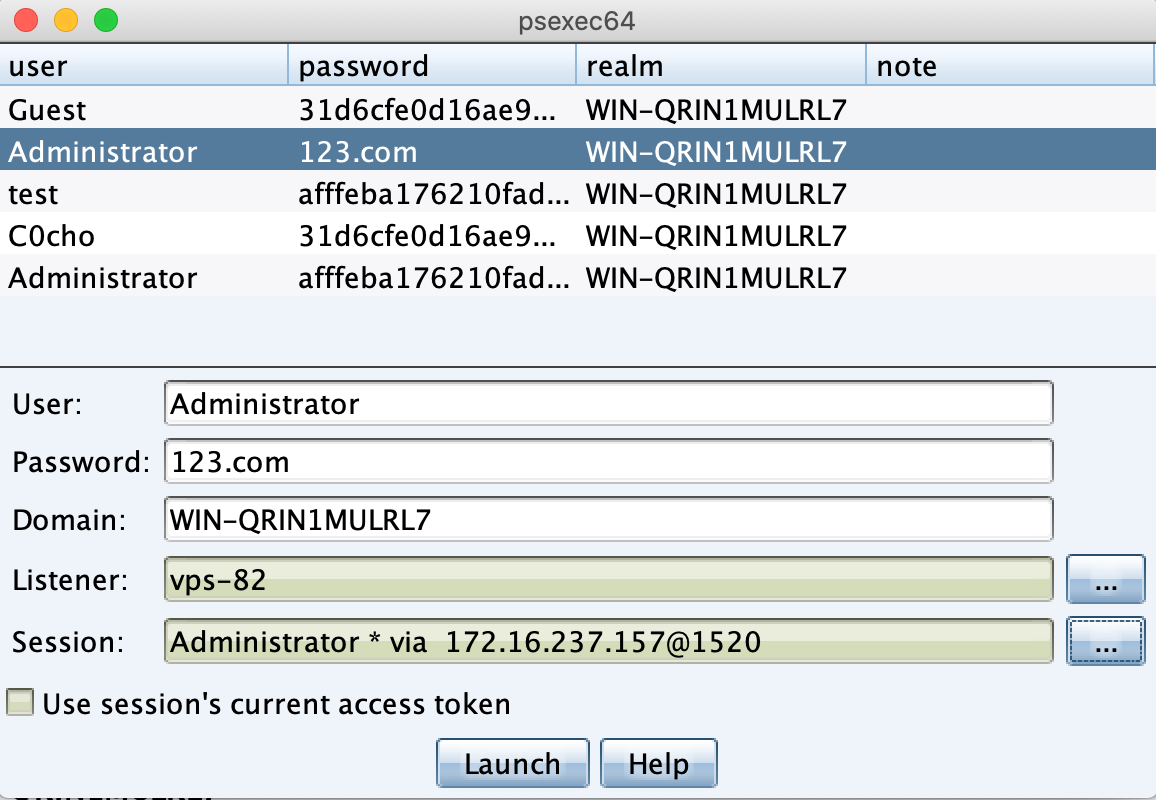 psexec64
user password realm note
Guest 31d6cfe0d16ae9... WIN-QRIN1MULRL7
Administrator 123.com WIN-QRIN1MULRL7
test afffeba176210fad... WIN-QRIN1MULRL7
C0cho 31d6cfe0d16ae9... WIN-QRIN1MULRL7
Administrator afffeba176210fad... WIN-QRIN1MULRL7
User: Administrator
Password: 123.com
Domain: WIN-QRIN1MULRL7
Listener: vps-82 ...
Session: Administrator * via 172.16.237.157@1520 ...
Use session's current access token
Launch Help